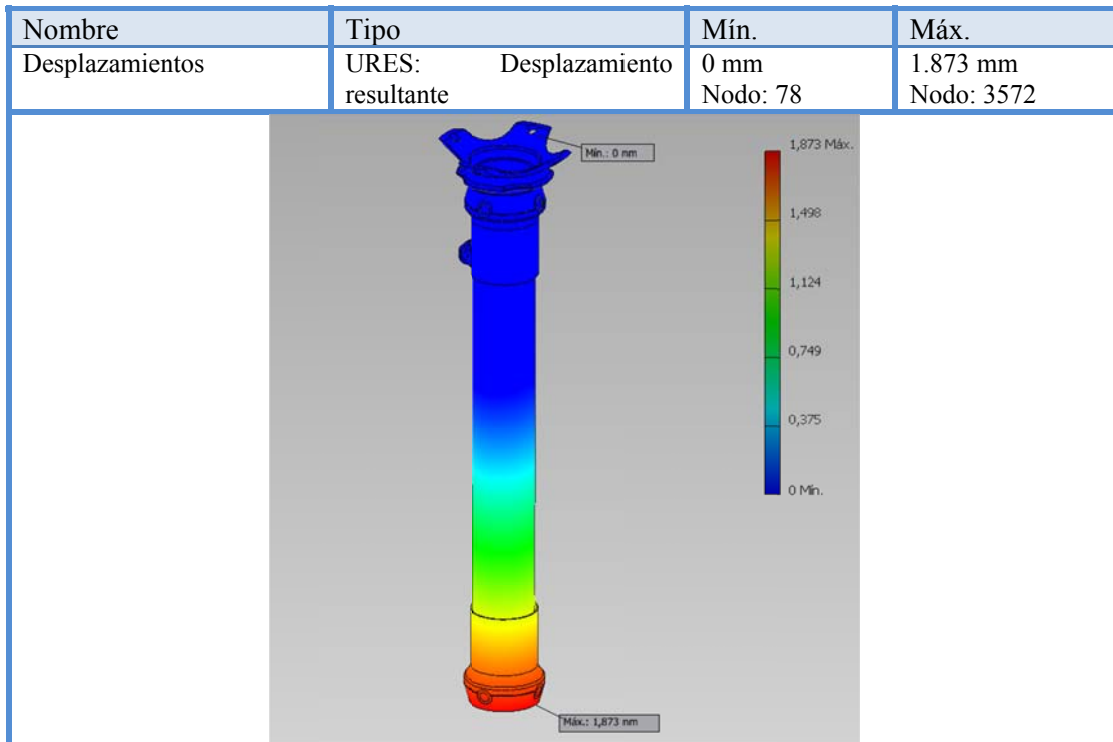 Nombre Tipo Mín. Máx.
Desplazamientos URES: Desplazamiento 0 mm 1.873 mm
resultante Nodo: 78 Nodo: 3572
Mín.: 0 mm
1,873 Máx.
1,498
1,124
0,749
0,375
0 Mín.
Máx.: 1,873 mm